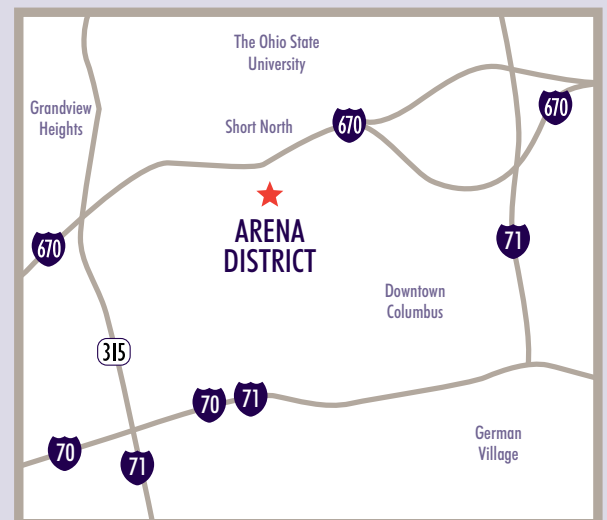 The Ohio State
University
Grandview
Heights
Short North
670
670
ARENA
DISTRICT
670
71
Downtown
Columbus
315
70
71
German
Village
70
71